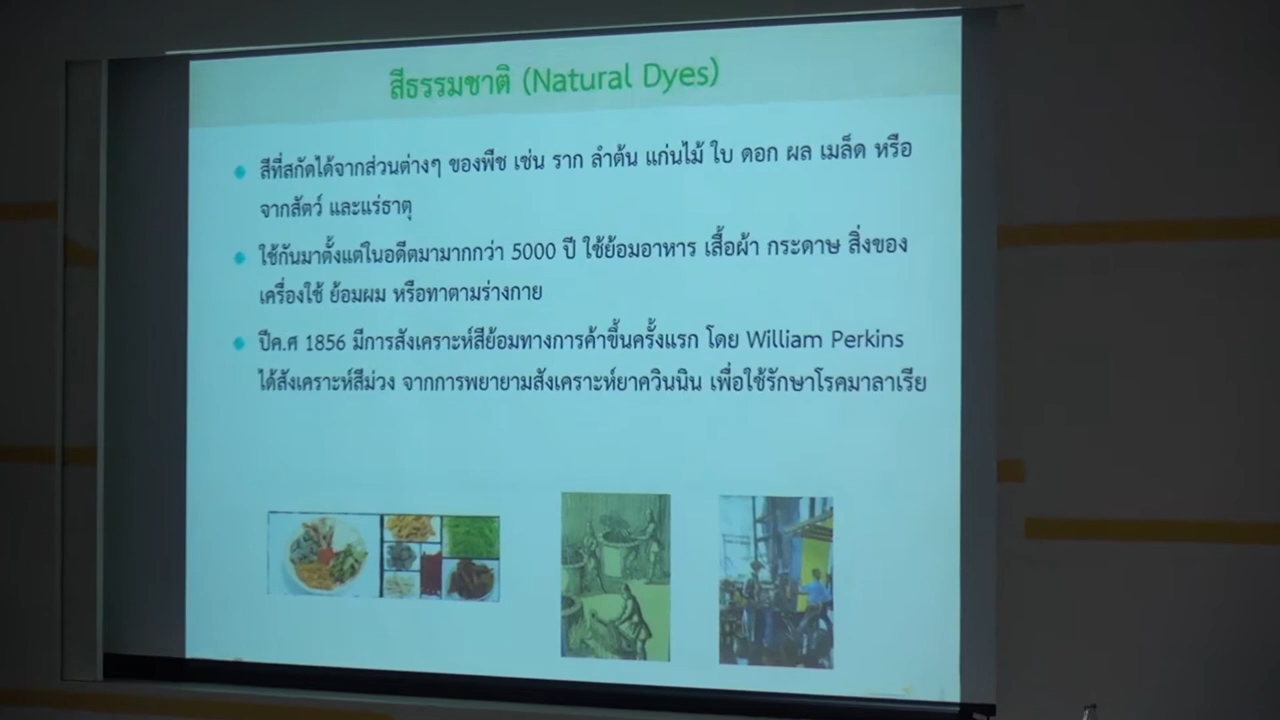 สีธรรมชาติ (Natural Dyes)
สีที่สกัดได้จากส่วนต่างๆ ของพืช เช่น ราก ลำต้น แก่นไม้ ใบ ดอก ผล เมล็ด หรือ
จากสัตว์ และแร่ธาตุ
ใช้กันมาตั้งแต่ในอดีตมามากกว่า 5000 ปี ใช้ย้อมอาหาร เสื้อผ้า กระดาษ สิ่งของ
เครื่องใช้ ย้อมผม หรือทาตามร่างกาย
ปีค.ศ 1856 มีการสังเคราะห์สีย้อมทางการค้าขึ้นครั้งแรก โดย William Perkins
ได้สังเคราะห์สีม่วง จากการพยายามสังเคราะห์ยาควินนิน เพื่อใช้รักษาโรคมาลาเรีย